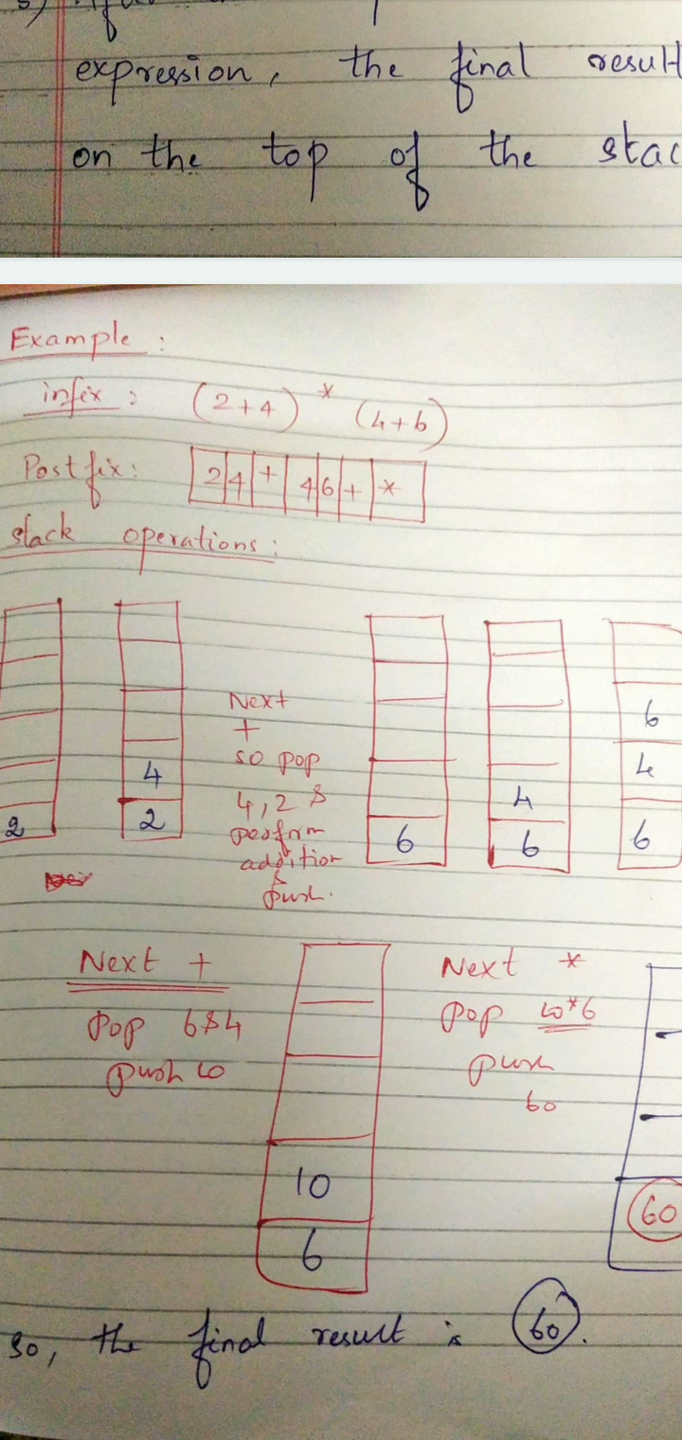 expression, the final result
on the top of the stac
Example :
infix : (2+4) * (4+6)
Postfix: 2 4 + 4 6 + *
stack operations :
2
4
2
Next
+
so pop
4,2 &
perform
addition
&
push.
6
4
6
6
4
6
Next +
Pop 6&4
push 10
10
6
Next *
Pop 10*6
push
60
60
so, the final result is 60.